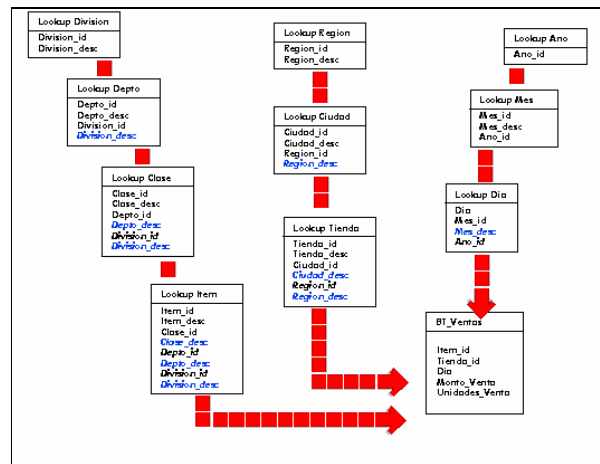 Lookup Division
Division_id
Division_desc
Lookup Depto
Depto_id
Depto_desc
Division_id
Division_desc
Lookup Clase
Clase_id
Clase_desc
Depto_id
Depto_desc
Division_id
Division_desc
Lookup Item
Item_id
Item_desc
Clase_id
Clase_desc
Depto_id
Depto_desc
Division_id
Division_desc
Lookup Region
Region_id
Region_desc
Lookup Ciudad
Ciudad_id
Ciudad_desc
Region_id
Region_desc
Lookup Tienda
Tienda_id
Tienda_desc
Ciudad_id
Ciudad_desc
Region_id
Region_desc
Lookup Ano
Ano_id
Lookup Mes
Mes_id
Mes_desc
Ano_id
Lookup Dia
Dia
Mes_id
Mes_desc
Ano_id
BT_Ventas
Item_id
Tienda_id
Dia
Monto_Venta
Unidades_Venta